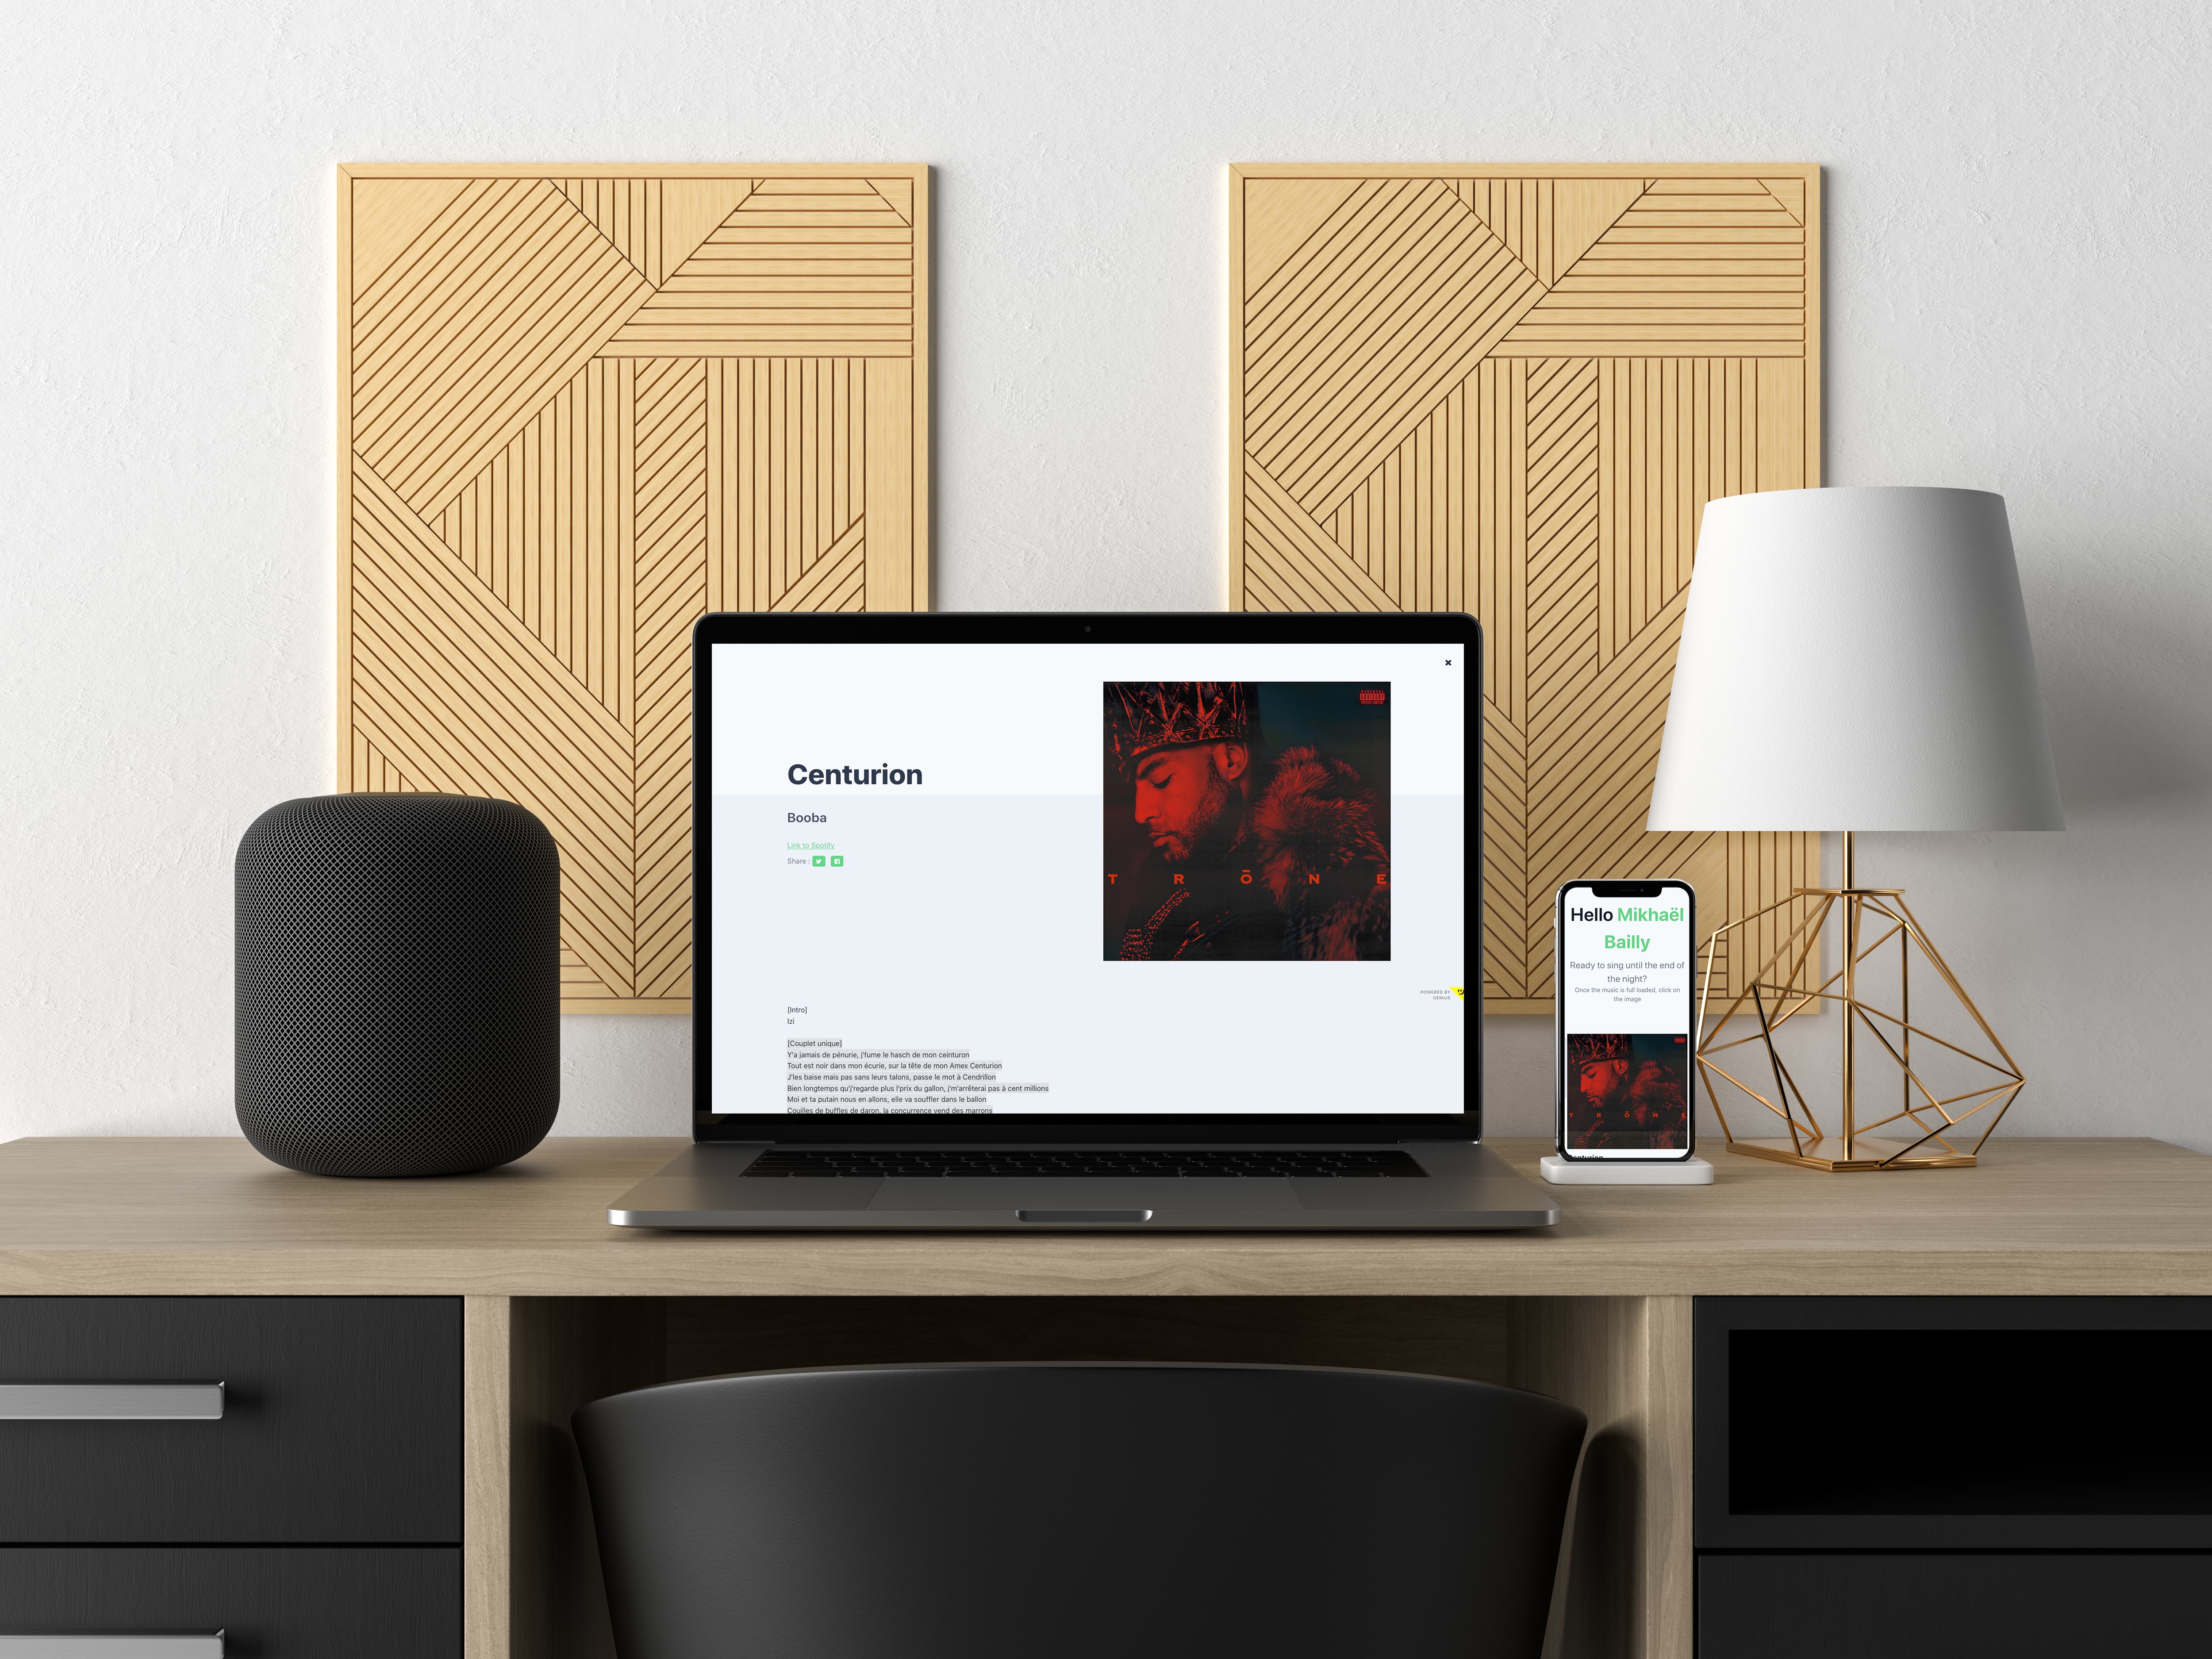 Centurion
Booba
Link to Spotify
Share :
T R Ô N E
POWERED BY
GENIUS
[Intro]
Izi
[Couplet unique]
Y'a jamais de pénurie, j'fume le hasch de mon ceinturon
Tout est noir dans mon écurie, sur la tête de mon Amex Centurion
J'les baise mais pas sans leurs talons, passe le mot à Cendrillon
Bien longtemps qu'j'regarde plus l'prix du gallon, j'm'arrêterai pas à cent millions
Moi et ta putain nous en allons, elle va souffler dans le ballon
Couilles de buffles de daron, la concurrence vend des marrons
Hello Mikhaël
Bailly
Ready to sing until the end of
the night?
Once the music is full loaded, click on
the image
T R Ô N E
Centurion